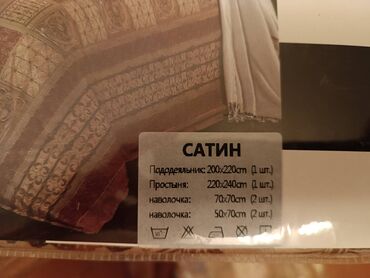 САТИН
Пододеяльник: 200x220cm (1 шт.)
Простыня: 220x240cm (1 шт.)
наволочка: 70x70cm (2 шт.)
наволочка: 50x70cm (2 шт.)